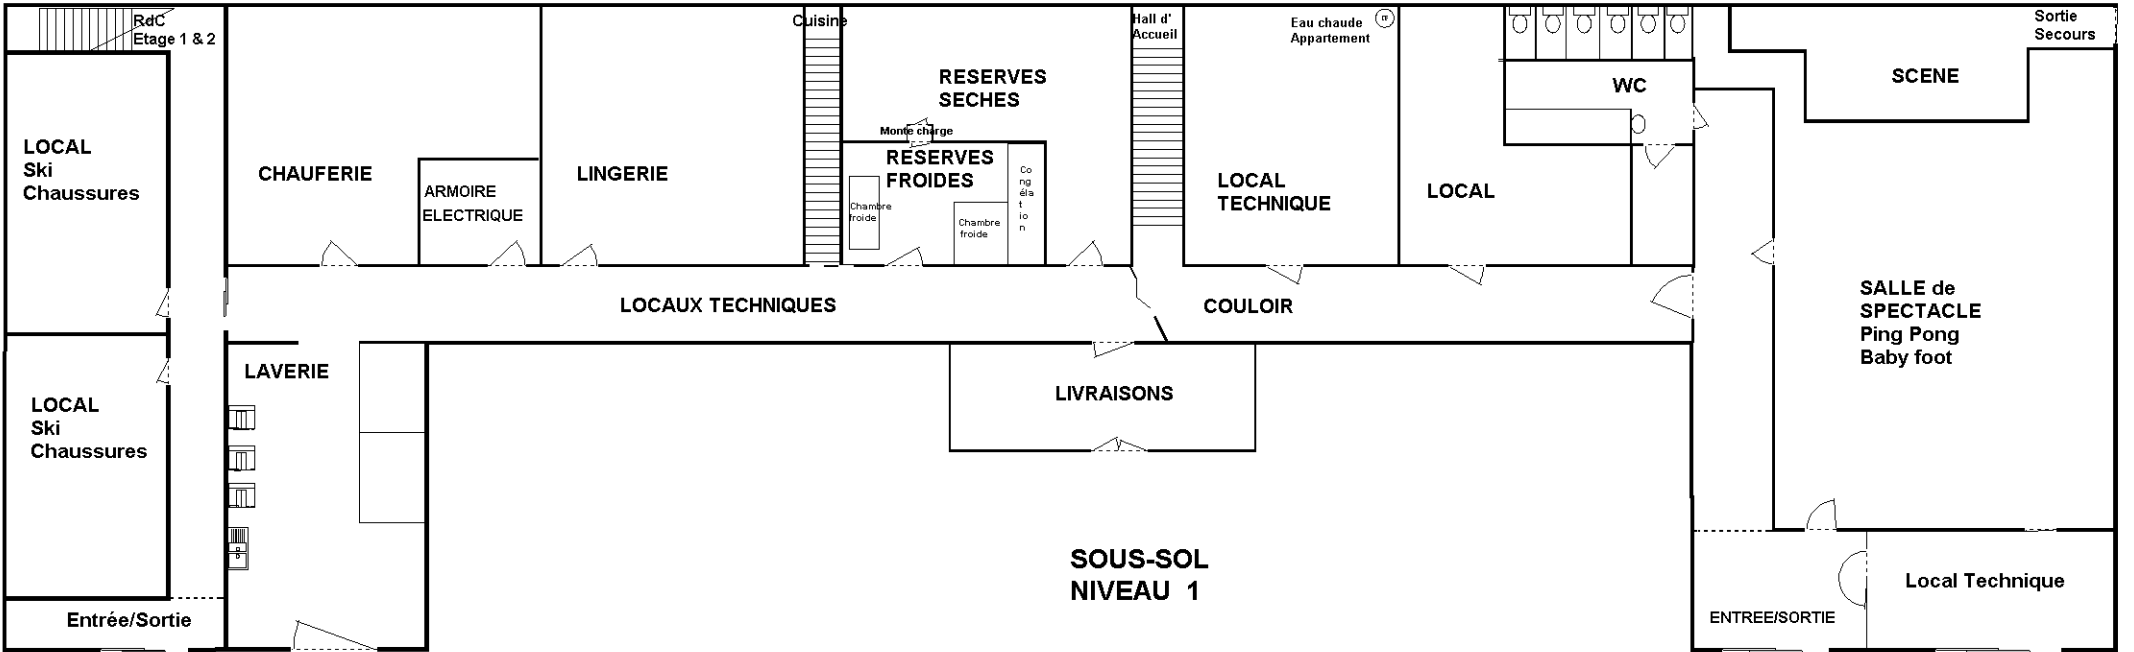 RdC
Etage 1 & 2
Cuisine
Hall d'
Accueil
Eau chaude
Appartement
Sortie
Secours
SCENE
WC
RESERVES
SECHES
Monte charge
RESERVES
FROIDES
Chambre
froide
Chambre
froide
Co
ng
éla
t
io
n
LOCAL
Ski
Chaussures
CHAUFERIE
ARMOIRE
ELECTRIQUE
LINGERIE
LOCAL
TECHNIQUE
LOCAL
LOCAUX TECHNIQUES
COULOIR
SALLE de
SPECTACLE
Ping Pong
Baby foot
LAVERIE
LIVRAISONS
LOCAL
Ski
Chaussures
SOUS-SOL
NIVEAU 1
Entrée/Sortie
ENTREE/SORTIE
Local Technique